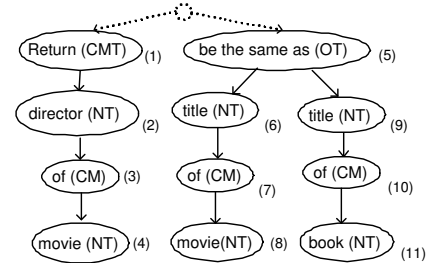 Return (CMT) (1) be the same as (OT) (5)
director (NT) (2) title (NT) (6) title (NT) (9)
of (CM) (3) of (CM) (7) of (CM) (10)
movie (NT) (4) movie(NT) (8) book (NT) (11)